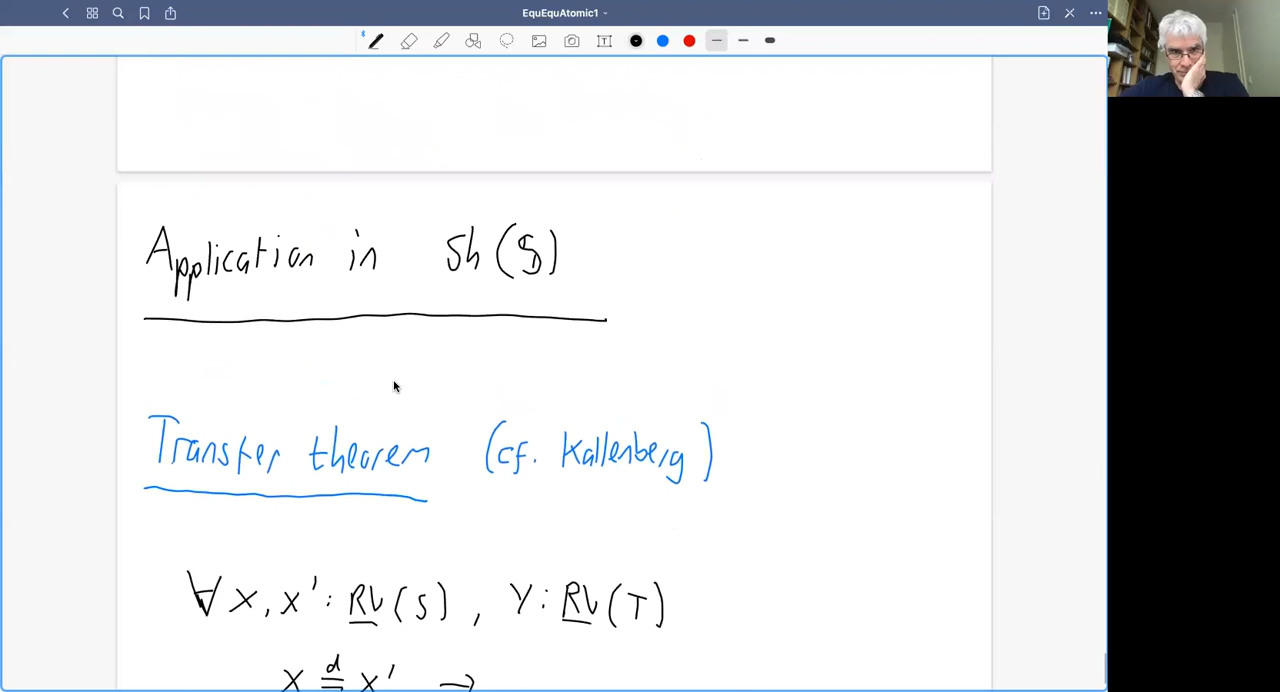 EquEquAtomic1
Application in Sh(𝕊)
Transfer theorem (cf. Kallenberg)
∀ X, X' : RV(S), Y : RV(T)
X =ᵈ X' →